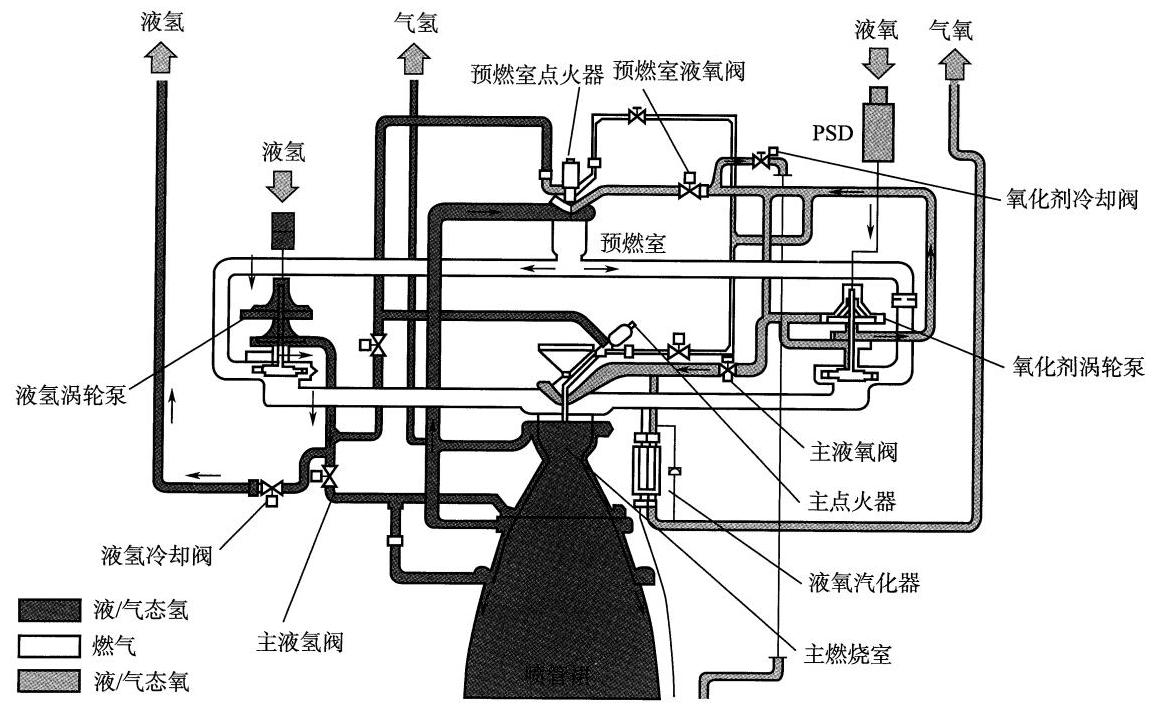 液氢
气氢
液氧
气氧
预燃室点火器
预燃室液氧阀
PSD
液氢
氧化剂冷却阀
预燃室
液氢涡轮泵
氧化剂涡轮泵
主液氧阀
主点火器
液氢冷却阀
液氧汽化器
液/气态氢
燃气
主液氢阀
主燃烧室
液/气态氧